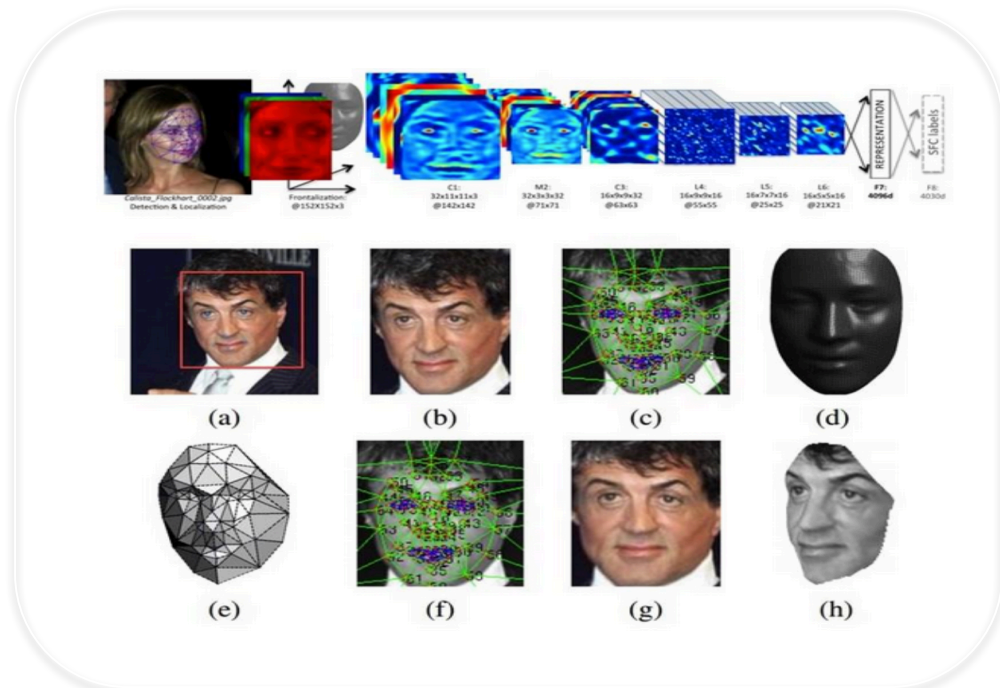 Calista_Flockhart_0002.jpg
Detection & Localization
Frontalization:
@152X152x3
C1:
32x11x11x3
@142x142
M2:
32x3x3x32
@71x71
C3:
16x9x9x32
@63x63
L4:
16x9x9x16
@55x55
L5:
16x7x7x16
@25x25
L6:
16x5x5x16
@21X21
REPRESENTATION
F7:
4096d
SFC labels
F8:
4030d
(a)
(b)
(c)
(d)
(e)
(f)
(g)
(h)